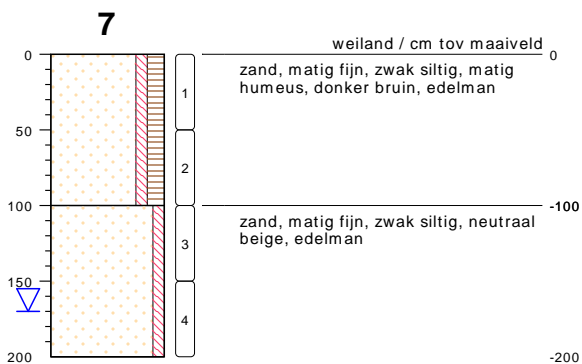 7
weiland / cm tov maaiveld
0
0
zand, matig fijn, zwak siltig, matig
humeus, donker bruin, edelman
1
50
2
100
-100
zand, matig fijn, zwak siltig, neutraal
beige, edelman
3
150
4
200
-200